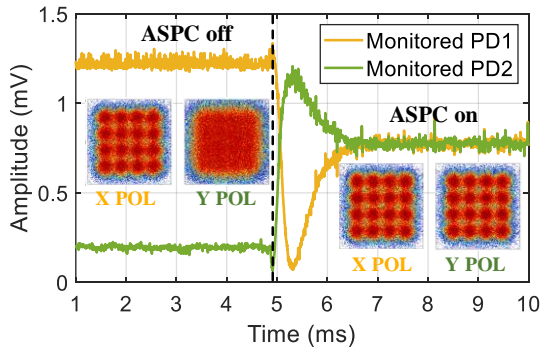 1.5
1
0.5
0
Amplitude (mV)
ASPC off
Monitored PD1
Monitored PD2
ASPC on
X POL
Y POL
X POL
Y POL
1 2 3 4 5 6 7 8 9 10
Time (ms)